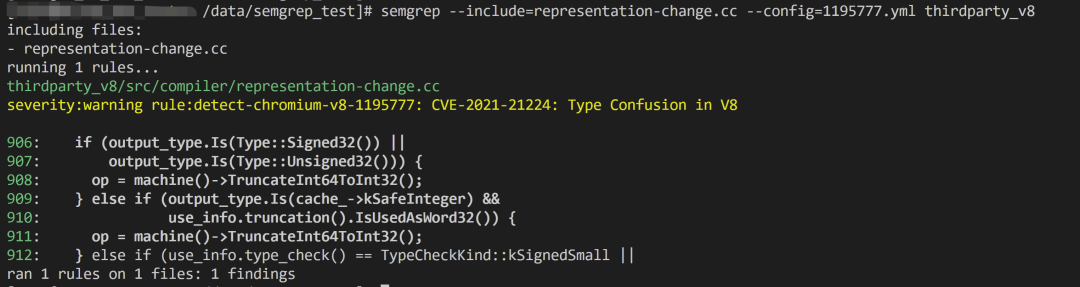 /data/semgrep_test]# semgrep --include=representation-change.cc --config=1195777.yml thirdparty_v8
including files:
- representation-change.cc
running 1 rules...
thirdparty_v8/src/compiler/representation-change.cc
severity:warning rule:detect-chromium-v8-1195777: CVE-2021-21224: Type Confusion in V8
906:    if (output_type.Is(Type::Signed32()) ||
907:        output_type.Is(Type::Unsigned32())) {
908:      op = machine()->TruncateInt64ToInt32();
909:    } else if (output_type.Is(cache_->kSafeInteger) &&
910:               use_info.truncation().IsUsedAsWord32()) {
911:      op = machine()->TruncateInt64ToInt32();
912:    } else if (use_info.type_check() == TypeCheckKind::kSignedSmall ||
ran 1 rules on 1 files: 1 findings